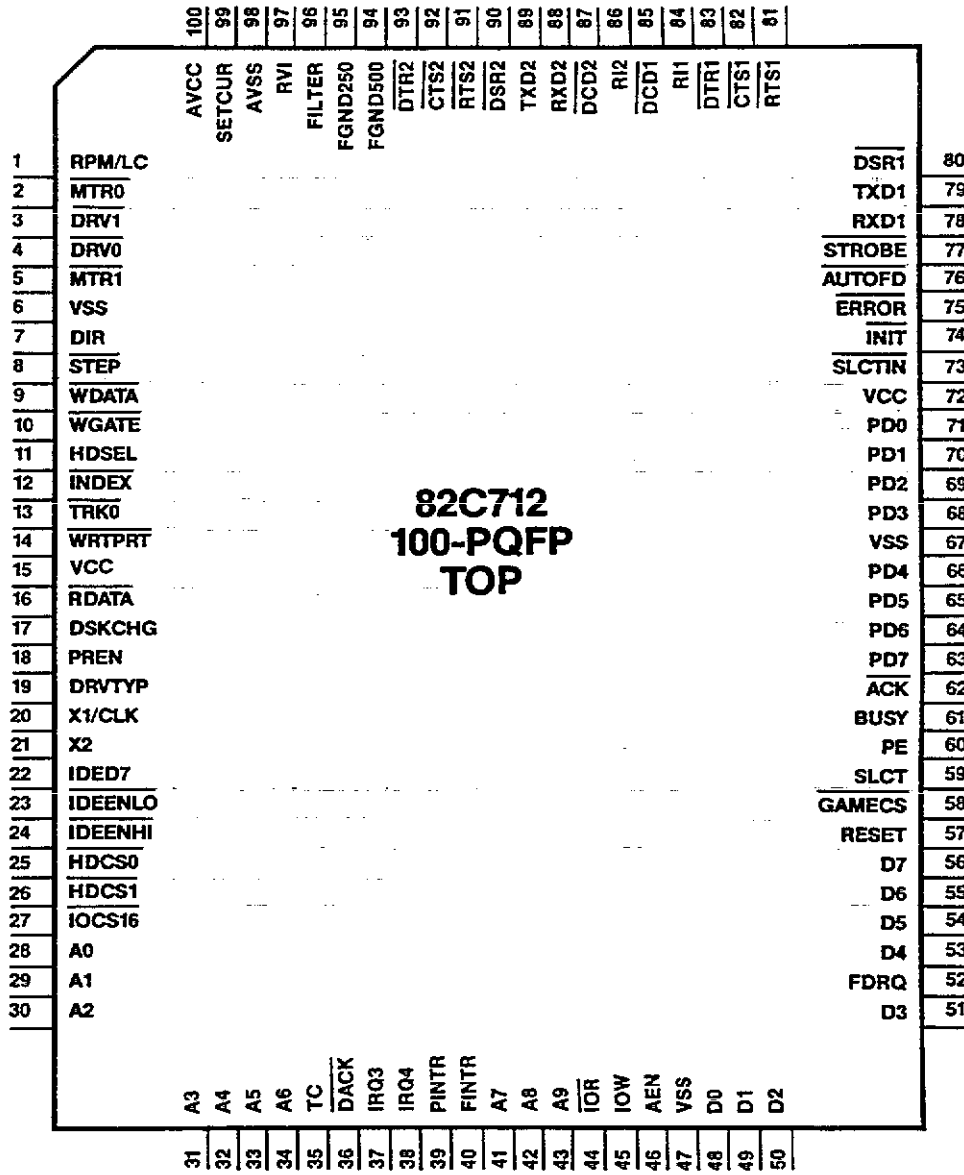 100 99 98 97 96 95 94 93 92 91 90 89 88 87 86 85 84 83 82 81
AVCC SETCUR AVSS RVI FILTER FGND250 FGND500 DTR2 CTS2 RTS2 DSR2 TXD2 RXD2 DCD2 RI2 DCD1 RI1 DTR1 CTS1 RTS1
1 RPM/LC DSR1 80
2 MTR0 TXD1 79
3 DRV1 RXD1 78
4 DRV0 STROBE 77
5 MTR1 AUTOFD 76
6 VSS ERROR 75
7 DIR INIT 74
8 STEP SLCTIN 73
9 WDATA VCC 72
10 WGATE PD0 71
11 HDSEL PD1 70
12 INDEX PD2 69
13 TRK0 PD3 68
14 WRTPRT VSS 67
15 VCC PD4 66
16 RDATA PD5 65
17 DSKCHG PD6 64
18 PREN PD7 63
19 DRVTYP ACK 62
20 X1/CLK BUSY 61
21 X2 PE 60
22 IDED7 SLCT 59
23 IDEENLO GAMECS 58
24 IDEENHI RESET 57
25 HDCS0 D7 56
26 HDCS1 D6 55
27 IOCS16 D5 54
28 A0 D4 53
29 A1 FDRQ 52
30 A2 D3 51
82C712
100-PQFP
TOP
A3 A4 A5 A6 TC DACK IRQ3 IRQ4 PINTR FINTR A7 A8 A9 IOR IOW AEN VSS D0 D1 D2
31 32 33 34 35 36 37 38 39 40 41 42 43 44 45 46 47 48 49 50